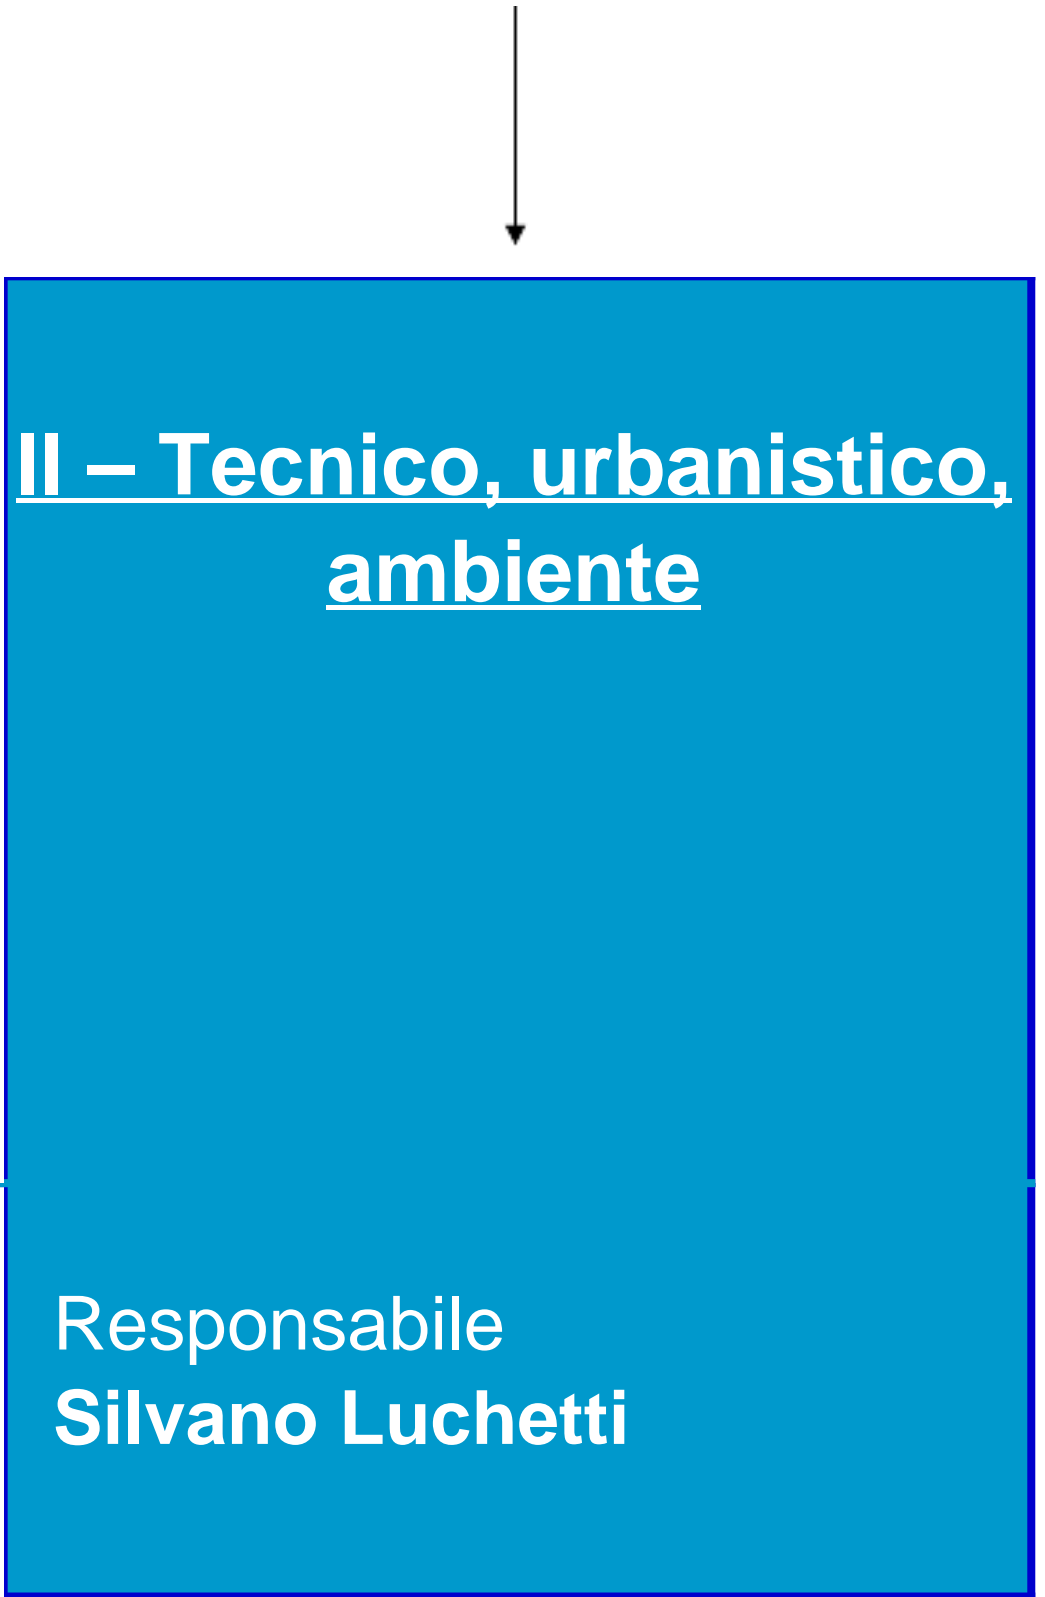 II – Tecnico, urbanistico,
ambiente
Responsabile
Silvano Luchetti